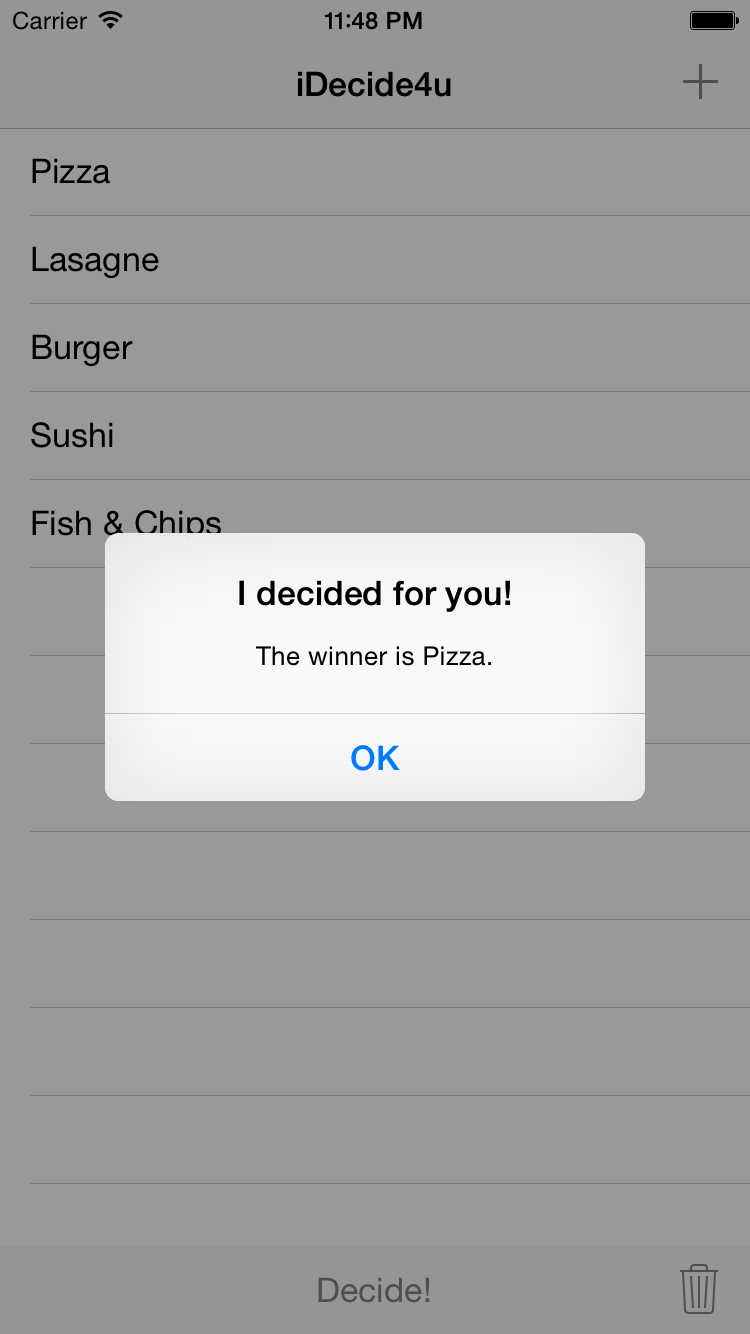 Carrier 11:48 PM
iDecide4u
Pizza
Lasagne
Burger
Sushi
Fish & Chips
I decided for you!
The winner is Pizza.
OK
Decide!